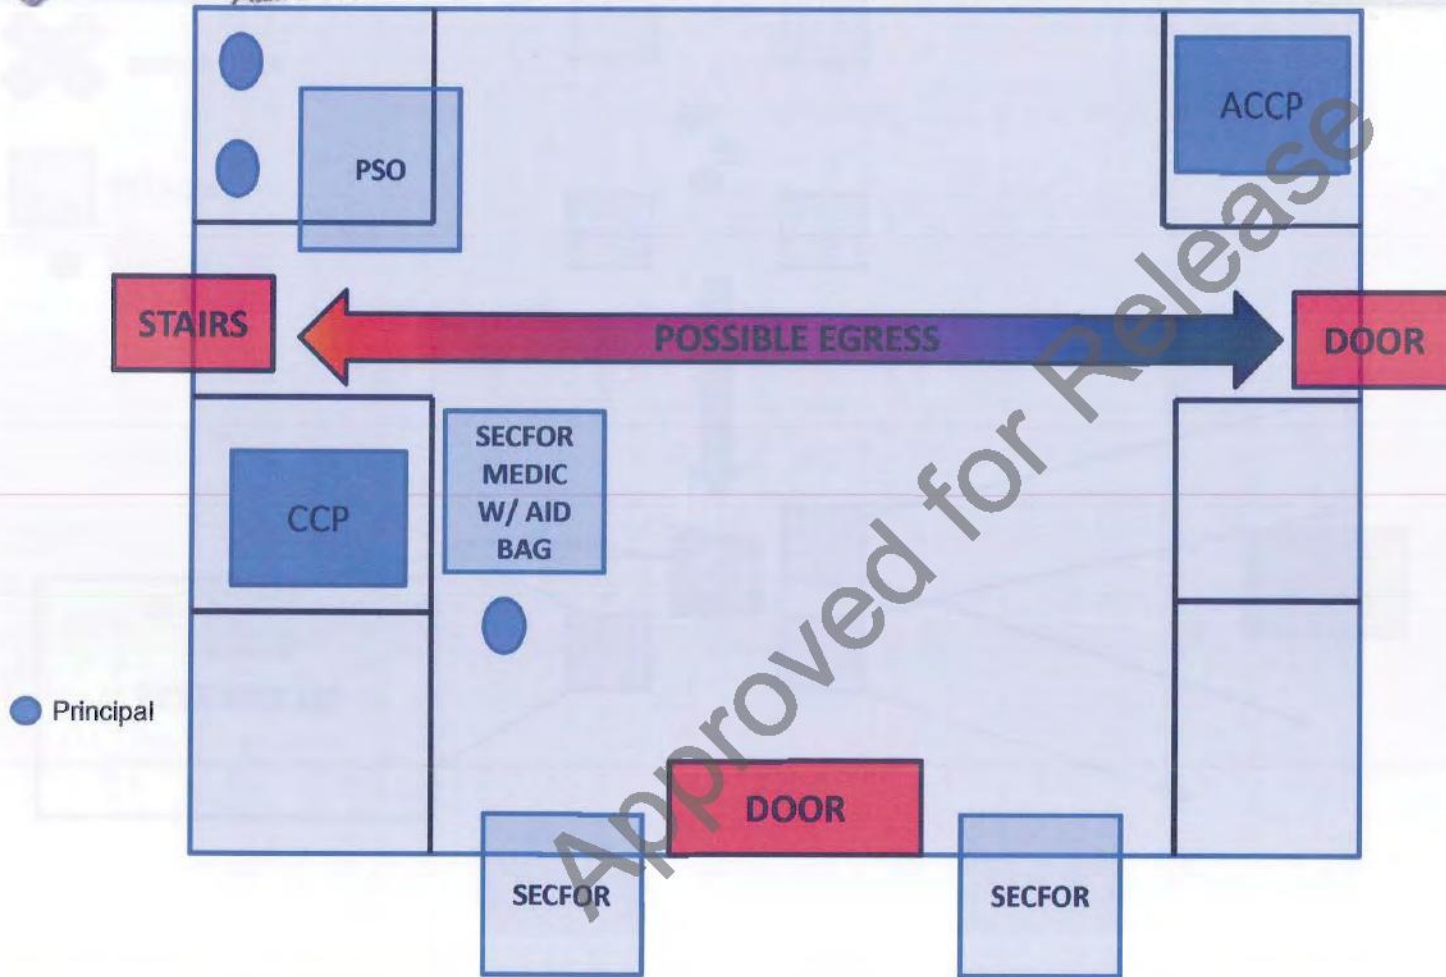 ACCP
PSO
STAIRS
POSSIBLE EGRESS
DOOR
SECFOR
MEDIC
W/ AID
BAG
CCP
Principal
DOOR
SECFOR
SECFOR
Approved for Release